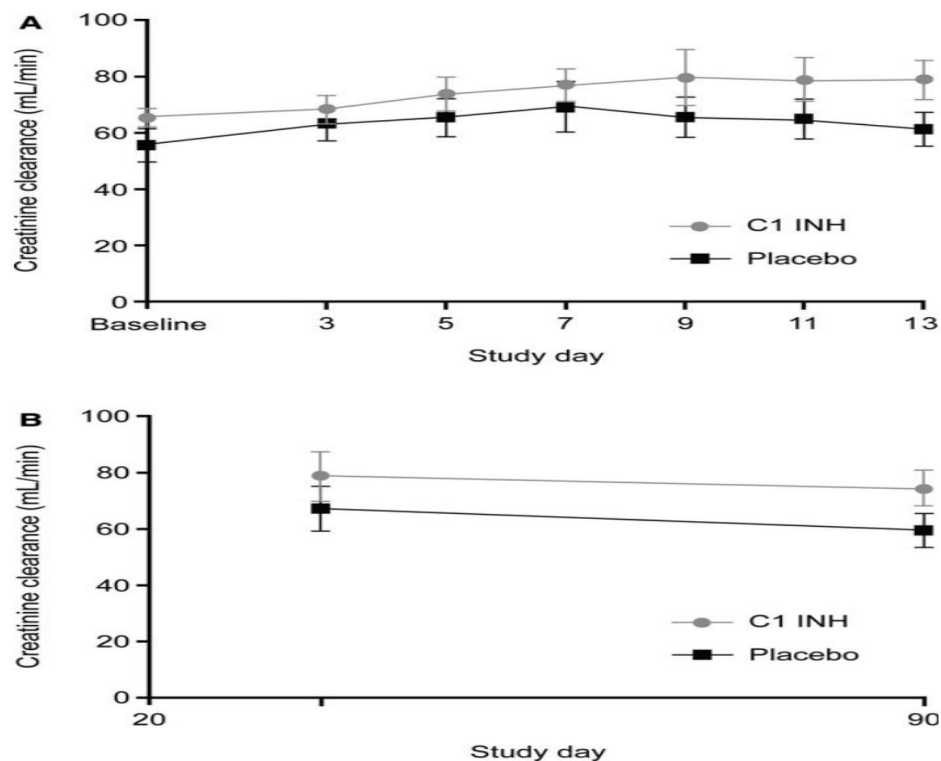 A
Creatinine clearance (mL/min)
100
80
60
40
20
0
C1 INH
Placebo
Baseline 3 5 7 9 11 13
Study day
B
Creatinine clearance (mL/min)
100
80
60
40
20
0
C1 INH
Placebo
20 90
Study day